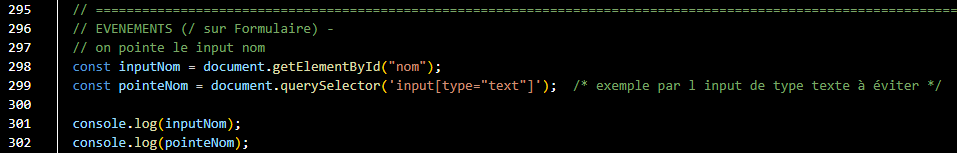 295 // ==============================================================================================================
296 // EVENEMENTS (/ sur Formulaire) -
297 // on pointe le input nom
298 const inputNom = document.getElementById("nom");
299 const pointeNom = document.querySelector('input[type="text"]'); /* exemple par l input de type texte à éviter */
300
301 console.log(inputNom);
302 console.log(pointeNom);